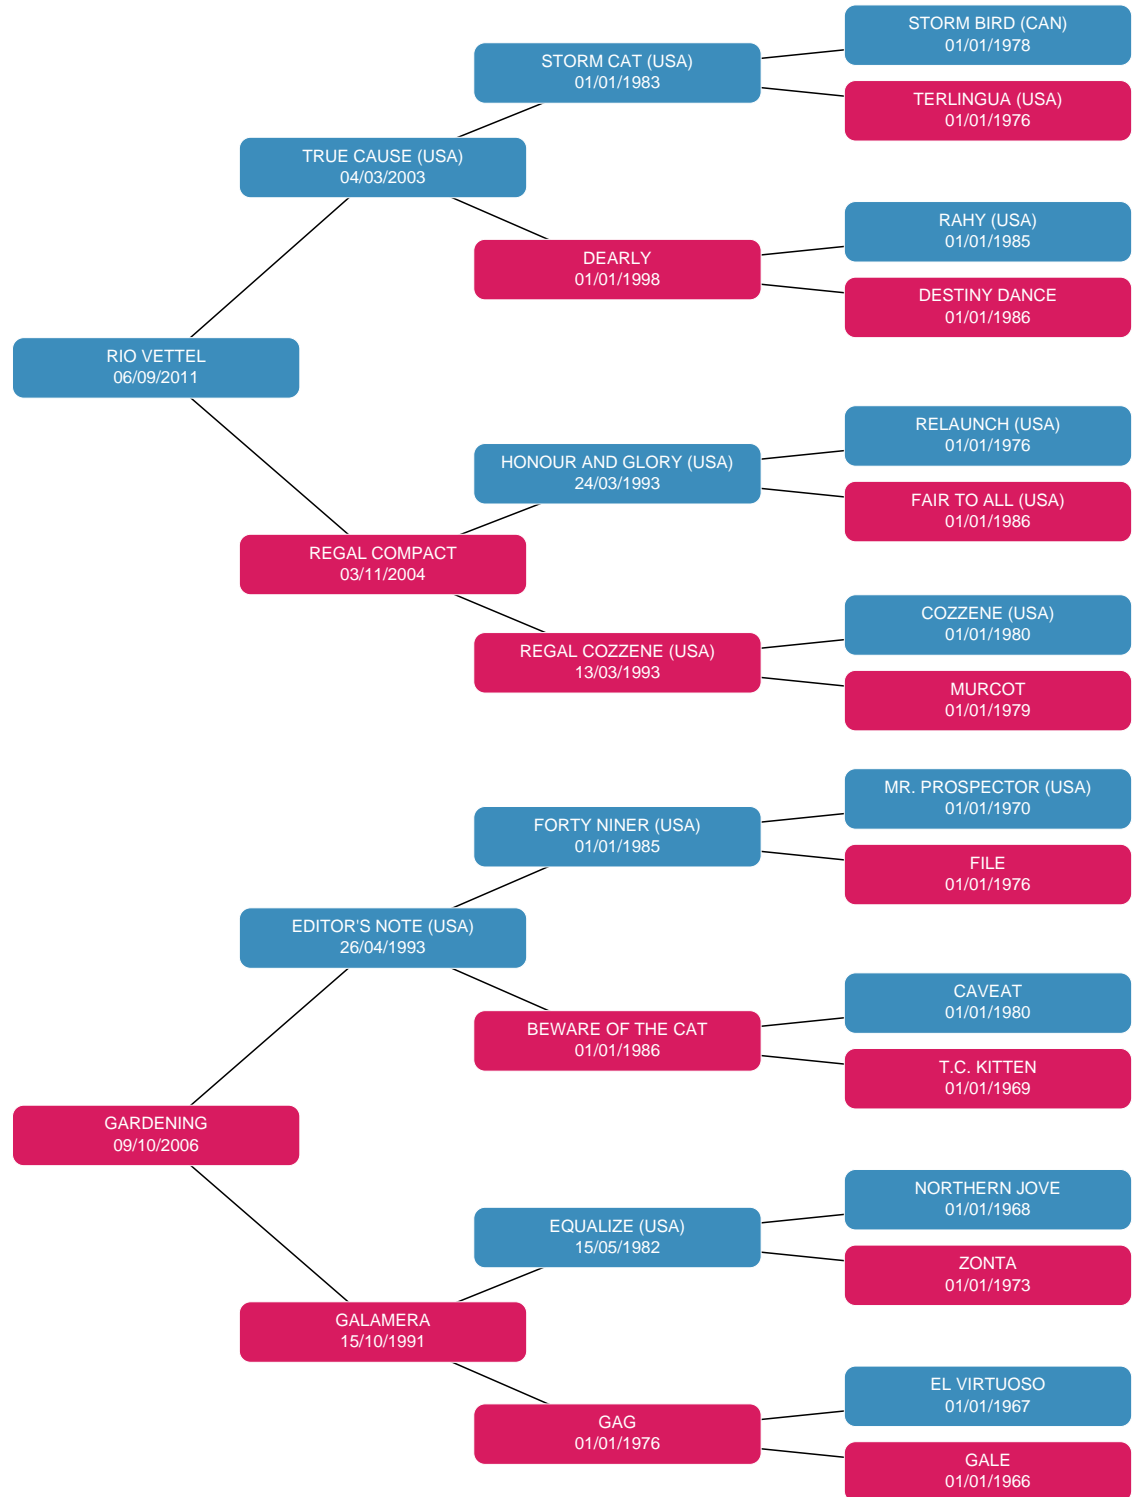 STORM BIRD (CAN)
01/01/1978
STORM CAT (USA)
01/01/1983
TERLINGUA (USA)
01/01/1976
TRUE CAUSE (USA)
04/03/2003
RAHY (USA)
01/01/1985
DEARLY
01/01/1998
DESTINY DANCE
01/01/1986
RIO VETTEL
06/09/2011
RELAUNCH (USA)
01/01/1976
HONOUR AND GLORY (USA)
24/03/1993
FAIR TO ALL (USA)
01/01/1986
REGAL COMPACT
03/11/2004
COZZENE (USA)
01/01/1980
REGAL COZZENE (USA)
13/03/1993
MURCOT
01/01/1979
MR. PROSPECTOR (USA)
01/01/1970
FORTY NINER (USA)
01/01/1985
FILE
01/01/1976
EDITOR'S NOTE (USA)
26/04/1993
CAVEAT
01/01/1980
BEWARE OF THE CAT
01/01/1986
T.C. KITTEN
01/01/1969
GARDENING
09/10/2006
NORTHERN JOVE
01/01/1968
EQUALIZE (USA)
15/05/1982
ZONTA
01/01/1973
GALAMERA
15/10/1991
EL VIRTUOSO
01/01/1967
GAG
01/01/1976
GALE
01/01/1966